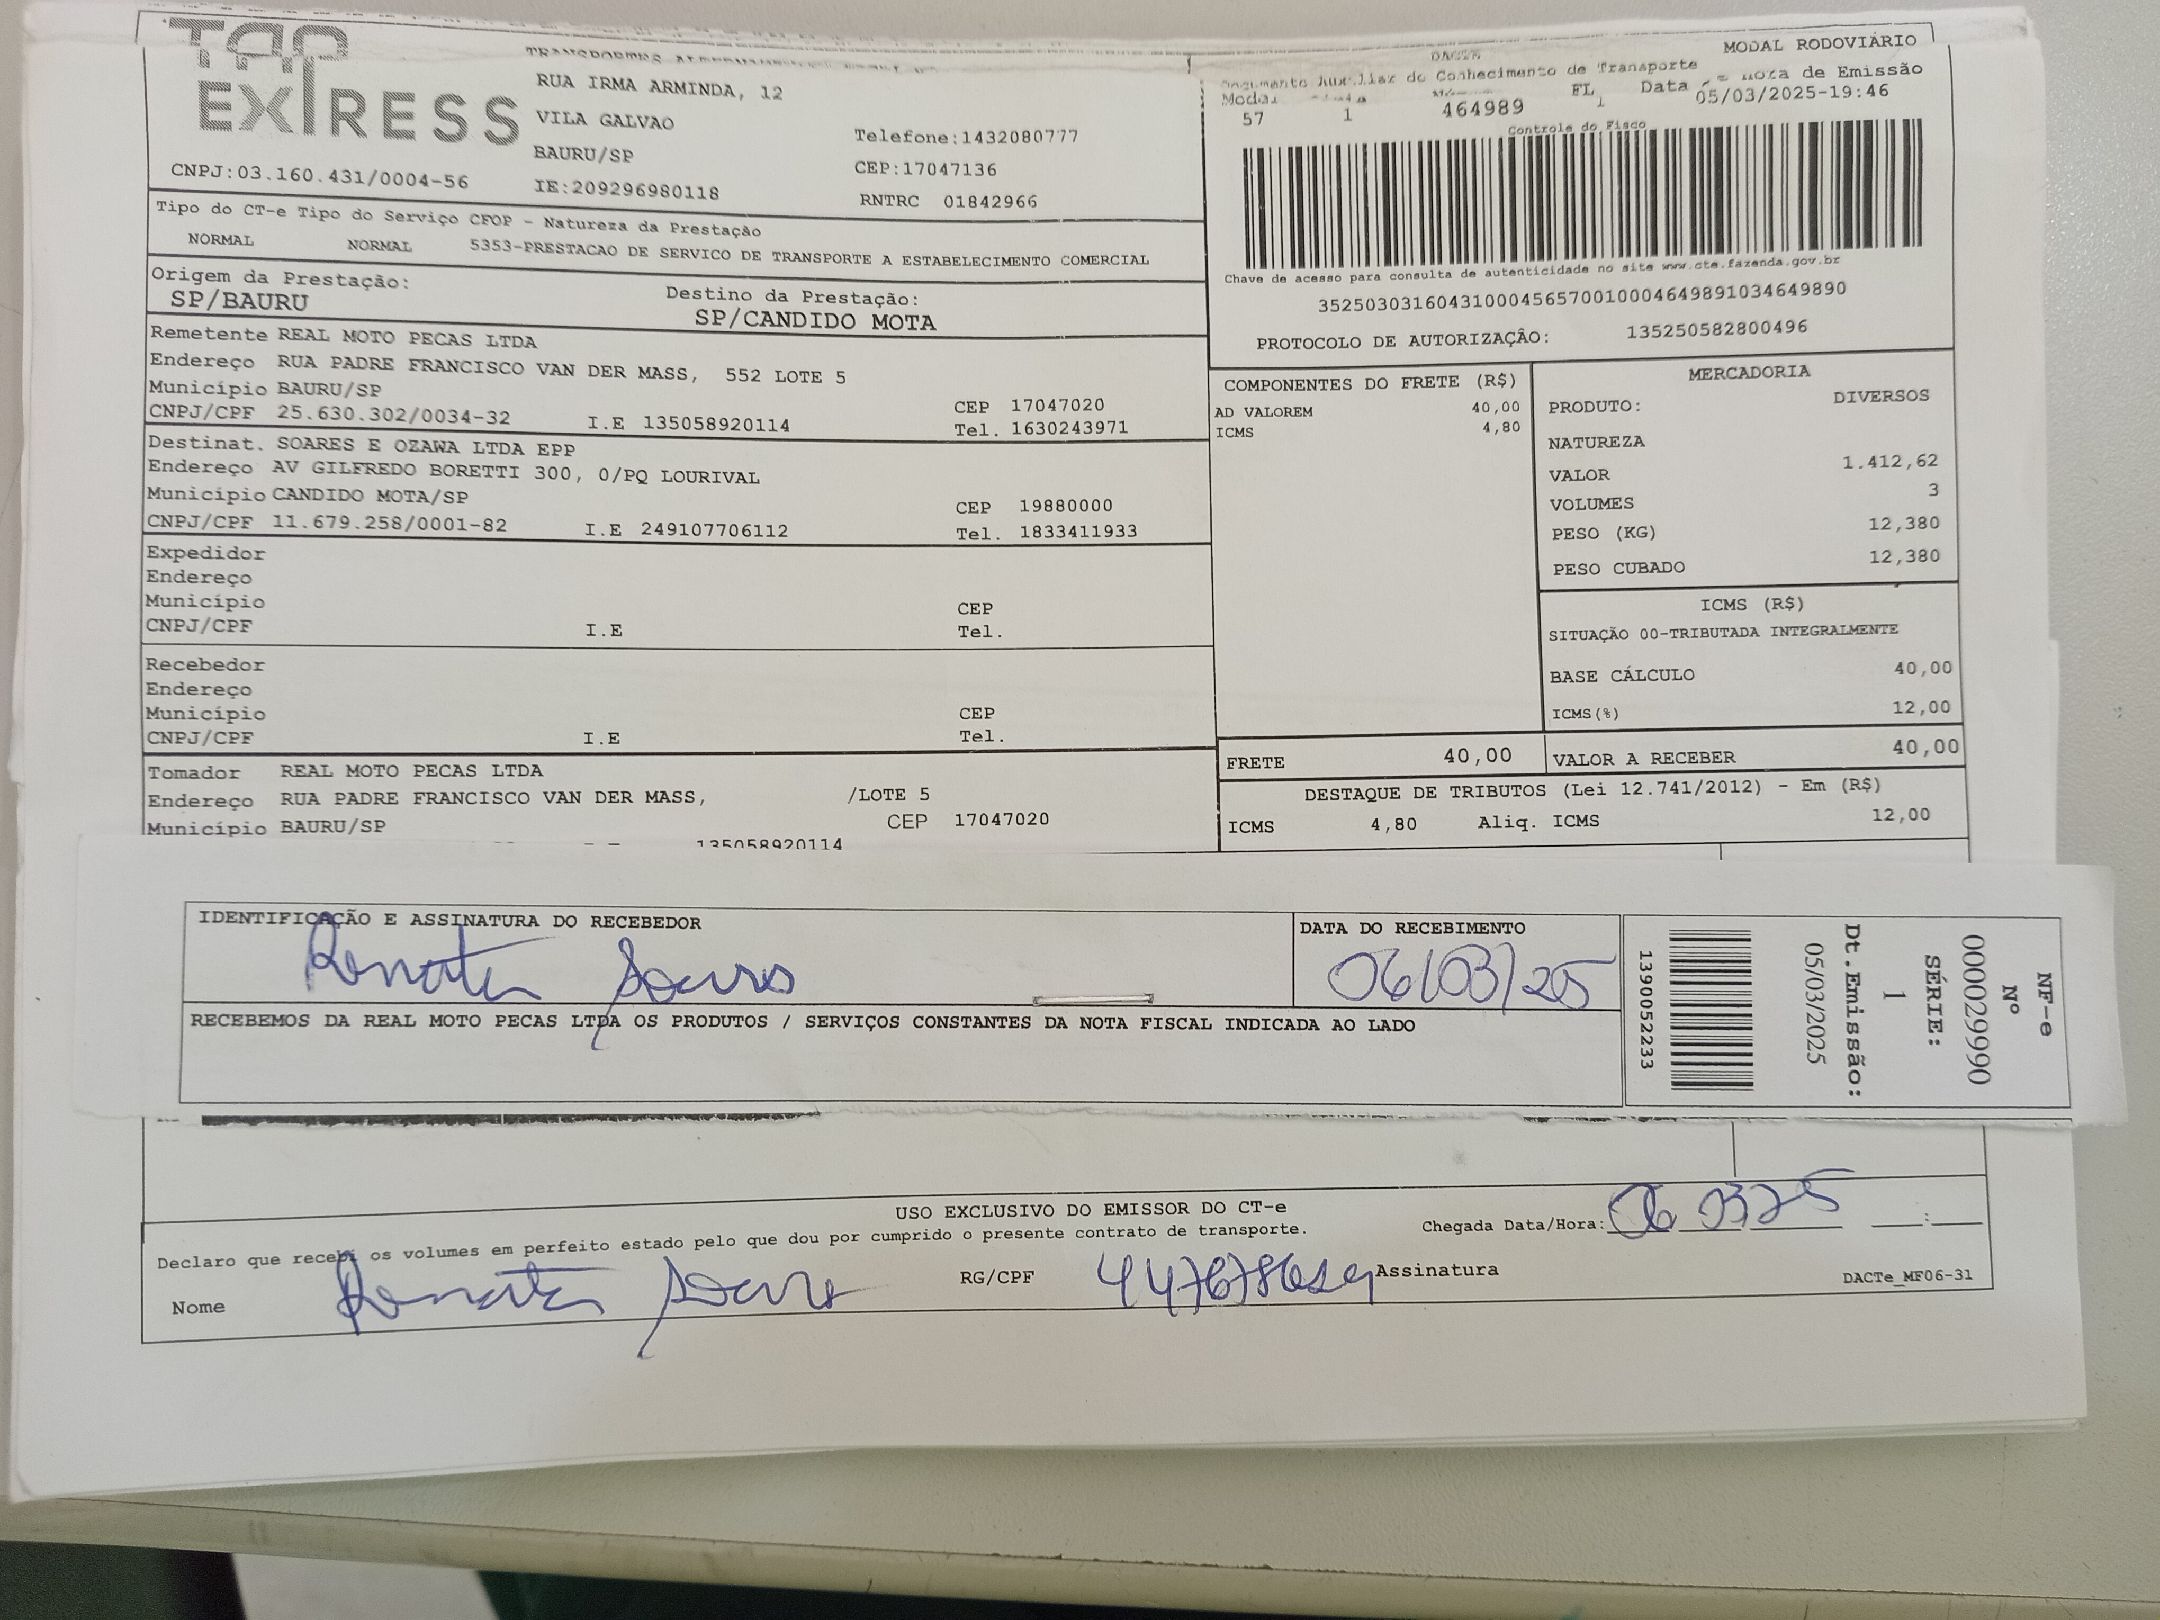 EXPRESS
RUA IRMA ARMINDA, 12
VILA GALVAO
BAURU/SP
IE:209296980118
Telefone:1432080777
CEP:17047136
RNTRC 01842966
CNPJ:03.160.431/0004-56
MODAL RODOVIÁRIO
Documento Auxiliar do Conhecimento de Transporte
FL Data de Emissão
57 1 464989 1 05/03/2025-19:46
Controle do Fisco
Chave de acesso para consulta de autenticidade no site www.cte.fazenda.gov.br
35250303160431000456570010004649891034649890
PROTOCOLO DE AUTORIZAÇÃO: 135250582800496
Tipo do CT-e Tipo do Serviço CFOP - Natureza da Prestação
NORMAL NORMAL 5353-PRESTACAO DE SERVICO DE TRANSPORTE A ESTABELECIMENTO COMERCIAL
Origem da Prestação:
SP/BAURU
Destino da Prestação:
SP/CANDIDO MOTA
Remetente REAL MOTO PECAS LTDA
Endereço RUA PADRE FRANCISCO VAN DER MASS, 552 LOTE 5
Município BAURU/SP CEP 17047020
CNPJ/CPF 25.630.302/0034-32 I.E 135058920114 Tel. 1630243971
Destinat. SOARES E OZAWA LTDA EPP
Endereço AV GILFREDO BORETTI 300, 0/PQ LOURIVAL
Município CANDIDO MOTA/SP CEP 19880000
CNPJ/CPF 11.679.258/0001-82 I.E 249107706112 Tel. 1833411933
Expedidor
Endereço
Município CEP
CNPJ/CPF I.E Tel.
Recebedor
Endereço
Município CEP
CNPJ/CPF I.E Tel.
Tomador REAL MOTO PECAS LTDA
Endereço RUA PADRE FRANCISCO VAN DER MASS, /LOTE 5
Município BAURU/SP CEP 17047020
135058920114
COMPONENTES DO FRETE (R$)
AD VALOREM 40,00
ICMS 4,80
MERCADORIA
PRODUTO: DIVERSOS
NATUREZA
VALOR 1.412,62
VOLUMES 3
PESO (KG) 12,380
PESO CUBADO 12,380
ICMS (R$)
SITUAÇÃO 00-TRIBUTADA INTEGRALMENTE
BASE CÁLCULO 40,00
ICMS(%) 12,00
FRETE 40,00 VALOR A RECEBER 40,00
DESTAQUE DE TRIBUTOS (Lei 12.741/2012) - Em (R$)
ICMS 4,80 Aliq. ICMS 12,00
IDENTIFICAÇÃO E ASSINATURA DO RECEBEDOR
Renata
DATA DO RECEBIMENTO
06/03/25
RECEBEMOS DA REAL MOTO PECAS LTDA OS PRODUTOS / SERVIÇOS CONSTANTES DA NOTA FISCAL INDICADA AO LADO
NF-e
Nº
000029990
SÉRIE:
1
Dt.Emissão:
05/03/2025
1390052233
USO EXCLUSIVO DO EMISSOR DO CT-e
Declaro que recebi os volumes em perfeito estado pelo que dou por cumprido o presente contrato de transporte.
Chegada Data/Hora: 06 03 25 :
Nome Renata RG/CPF Assinatura
DACTe_MF06-31